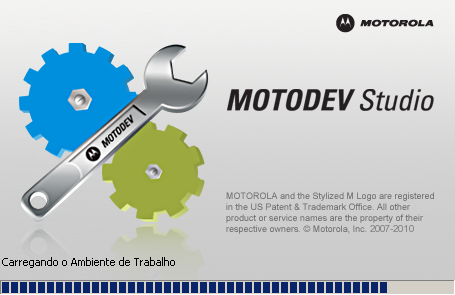 MOTOROLA
MOTODEV Studio
MOTODEV
MOTOROLA and the Stylized M Logo are registered
in the US Patent & Trademark Office. All other
product or service names are the property of their
respective owners. © Motorola, Inc. 2007-2010
Carregando o Ambiente de Trabalho